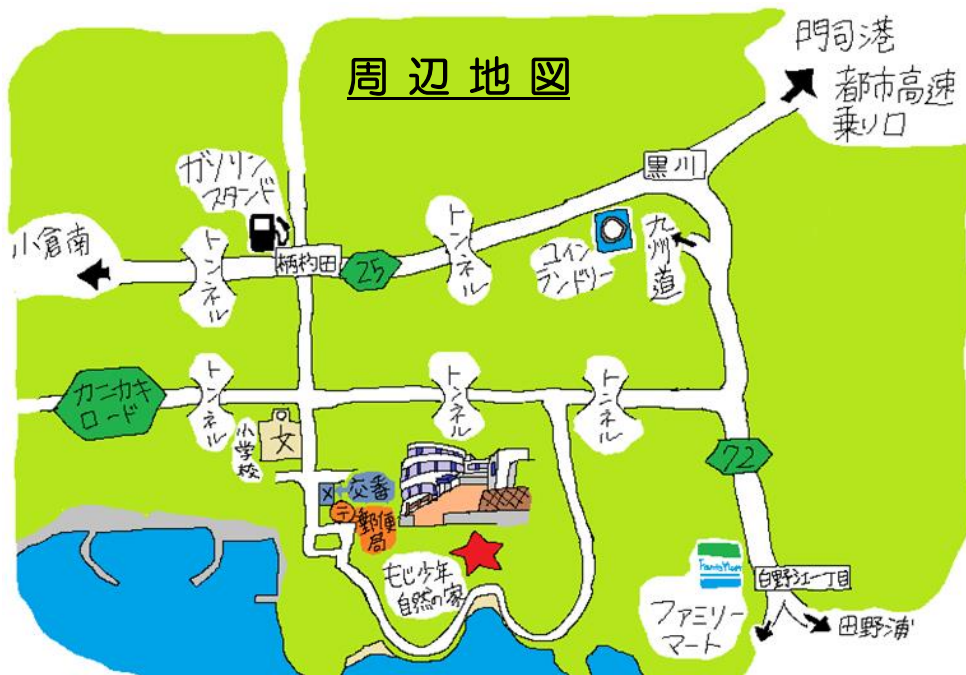 周辺地図
門司港
都市高速
乗り口
黒川
ガソリン
スタンド
小倉南
トンネル
柄杓田
25
トンネル
コイン
ランドリー
九州道
カニカキ
ロード
トンネル
小学校
文
トンネル
トンネル
72
X
交番
〒
郵便
局
もじ少年
自然の家
FamilyMart
ファミリー
マート
白野江一丁目
田野浦